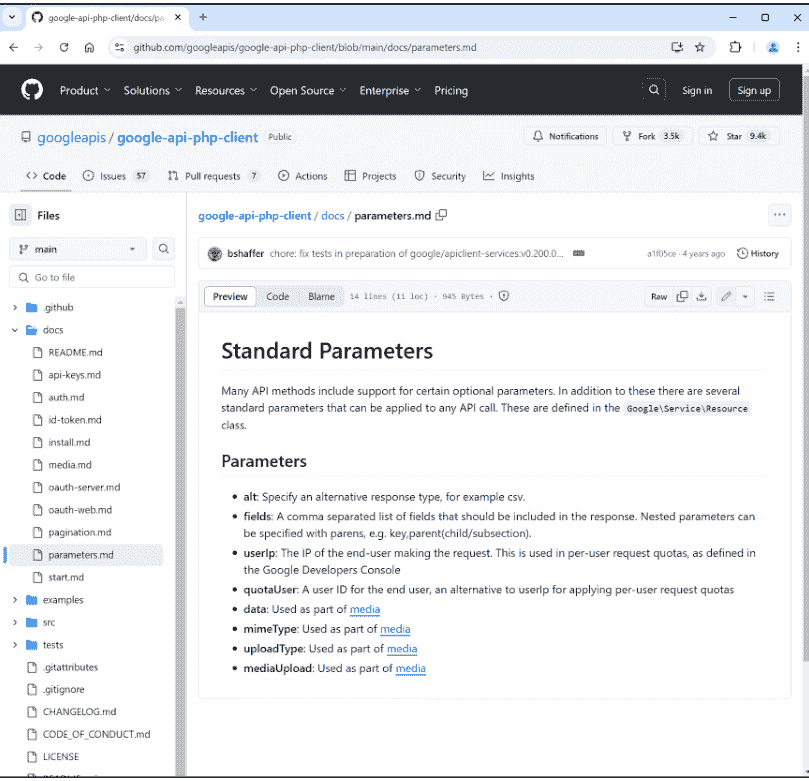 google-api-php-client/docs/pa
github.com/googleapis/google-api-php-client/blob/main/docs/parameters.md
Product Solutions Resources Open Source Enterprise Pricing Sign in Sign up
googleapis / google-api-php-client Public Notifications Fork 3.5k Star 9.4k
Code Issues 57 Pull requests 7 Actions Projects Security Insights
Files
main
Go to file
.github
docs
README.md
api-keys.md
auth.md
id-token.md
install.md
media.md
oauth-server.md
oauth-web.md
pagination.md
parameters.md
start.md
examples
src
tests
.gitattributes
.gitignore
CHANGELOG.md
CODE_OF_CONDUCT.md
LICENSE
google-api-php-client / docs / parameters.md
bshaffer chore: fix tests in preparation of google/apiclient-services:v0.200.0... a1f05ce · 4 years ago History
Preview Code Blame 14 lines (11 loc) · 945 Bytes Raw
Standard Parameters
Many API methods include support for certain optional parameters. In addition to these there are several
standard parameters that can be applied to any API call. These are defined in the Google\Service\Resource
class.
Parameters
• alt: Specify an alternative response type, for example csv.
• fields: A comma separated list of fields that should be included in the response. Nested parameters can
be specified with parens, e.g. key,parent(child/subsection).
• userIp: The IP of the end-user making the request. This is used in per-user request quotas, as defined in
the Google Developers Console
• quotaUser: A user ID for the end user, an alternative to userIp for applying per-user request quotas
• data: Used as part of media
• mimeType: Used as part of media
• uploadType: Used as part of media
• mediaUpload: Used as part of media